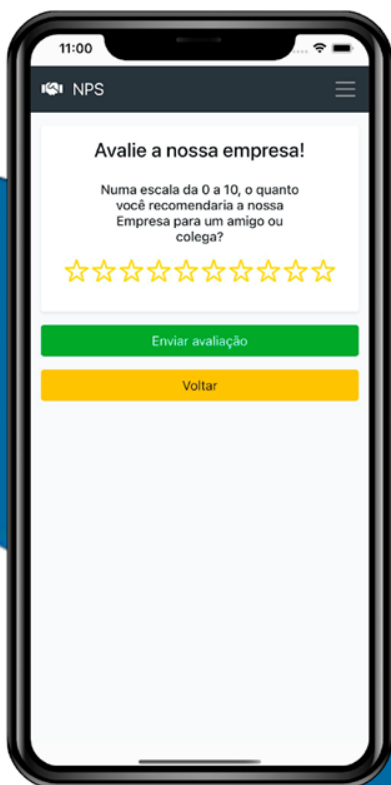 11:00
NPS
Avalie a nossa empresa!
Numa escala da 0 a 10, o quanto
você recomendaria a nossa
Empresa para um amigo ou
colega?
Enviar avaliação
Voltar